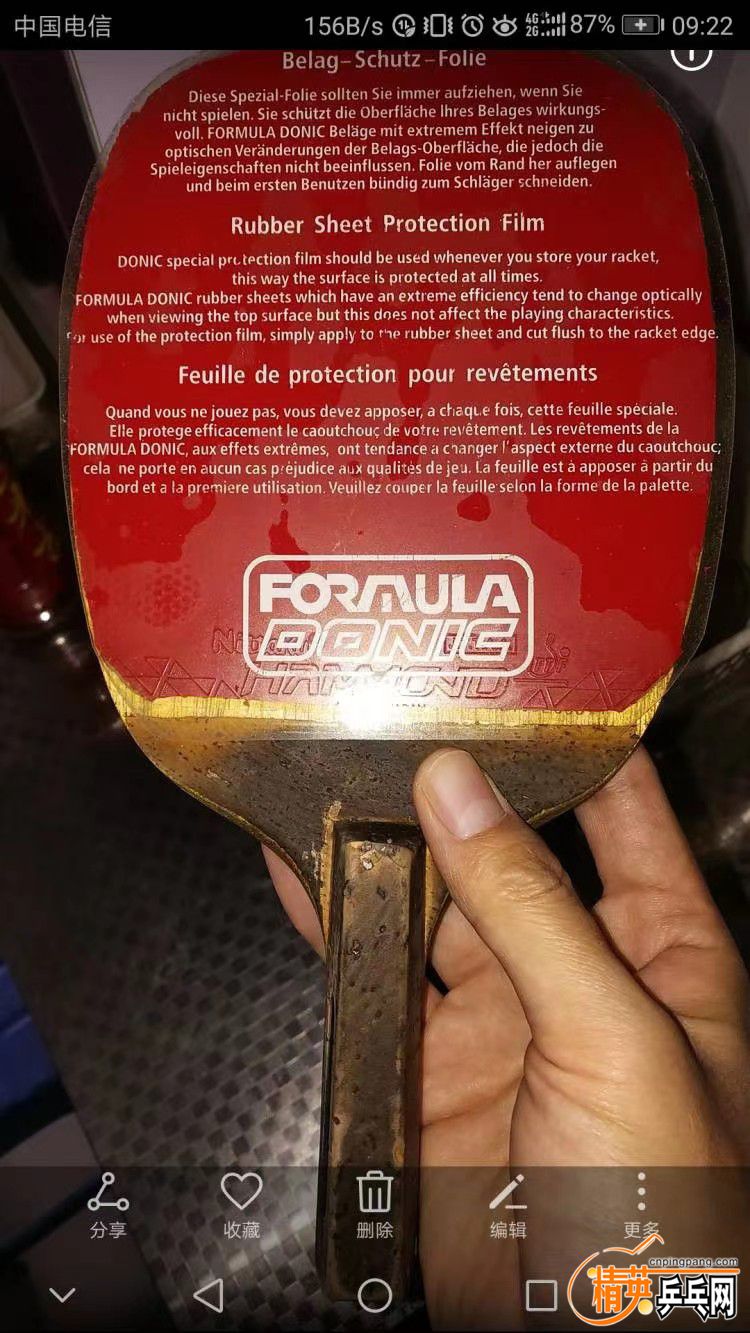 中国电信 156B/s 4G 2G 87% 09:22
Belag-Schutz-Folie
Diese Spezial-Folie sollten Sie immer aufziehen, wenn Sie
nicht spielen. Sie schützt die Oberfläche Ihres Belages wirkungs-
voll. FORMULA DONIC Beläge mit extremem Effekt neigen zu
optischen Veränderungen der Belags-Oberfläche, die jedoch die
Spieleigenschaften nicht beeinflussen. Folie vom Rand her auflegen
und beim ersten Benutzen bündig zum Schläger schneiden.
Rubber Sheet Protection Film
DONIC special protection film should be used whenever you store your racket,
this way the surface is protected at all times.
FORMULA DONIC rubber sheets which have an extreme efficiency tend to change optically
when viewing the top surface but this does not affect the playing characteristics.
For use of the protection film, simply apply to the rubber sheet and cut flush to the racket edge.
Feuille de protection pour revêtements
Quand vous ne jouez pas, vous devez apposer, a chaque fois, cette feuille spéciale.
Elle protege efficacement le caoutchouc de votre revêtement. Les revêtements de la
FORMULA DONIC, aux effets extrêmes, ont tendance a changer l'aspect externe du caoutchouc;
cela ne porte en aucun cas préjudice aux qualités de jeu. La feuille est à apposer à partir du
bord et a la premiere utilisation. Veuillez couper la feuille selon la forme de la palette.
FORMULA
DONIC
Nittaku
HAMMOND
分享 收藏 删除 编辑 更多
cnpingpang.com
精英乒乓网